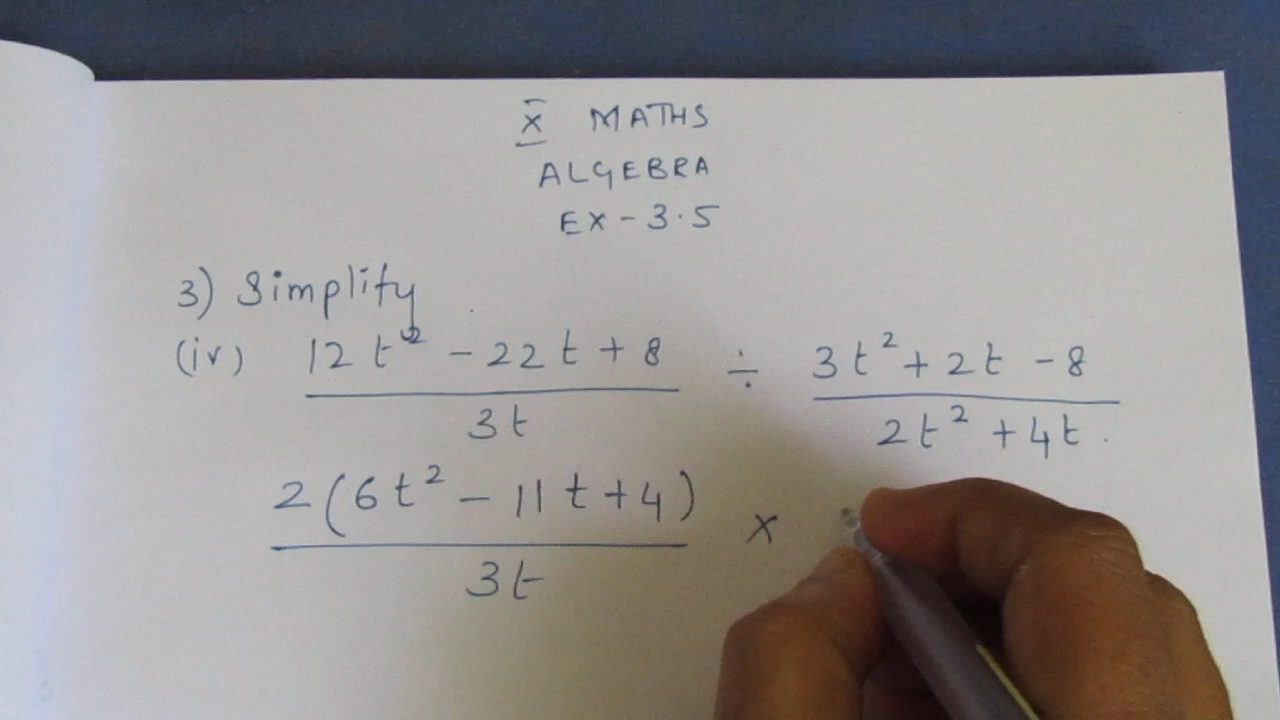 X MATHS
ALGEBRA
EX-3.5
3) Simplify
(iv) 12t² - 22t + 8 / 3t ÷ 3t² + 2t - 8 / 2t² + 4t.
2(6t² - 11t + 4) / 3t ×